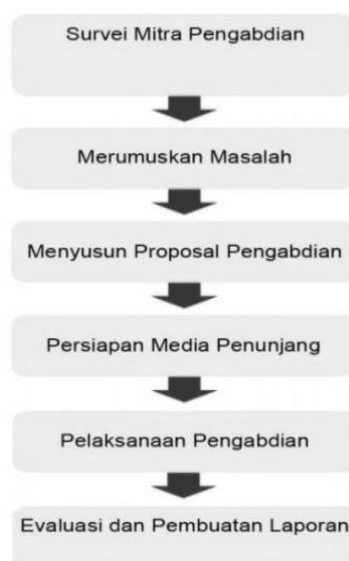 Survei Mitra Pengabdian
Merumuskan Masalah
Menyusun Proposal Pengabdian
Persiapan Media Penunjang
Pelaksanaan Pengabdian
Evaluasi dan Pembuatan Laporan